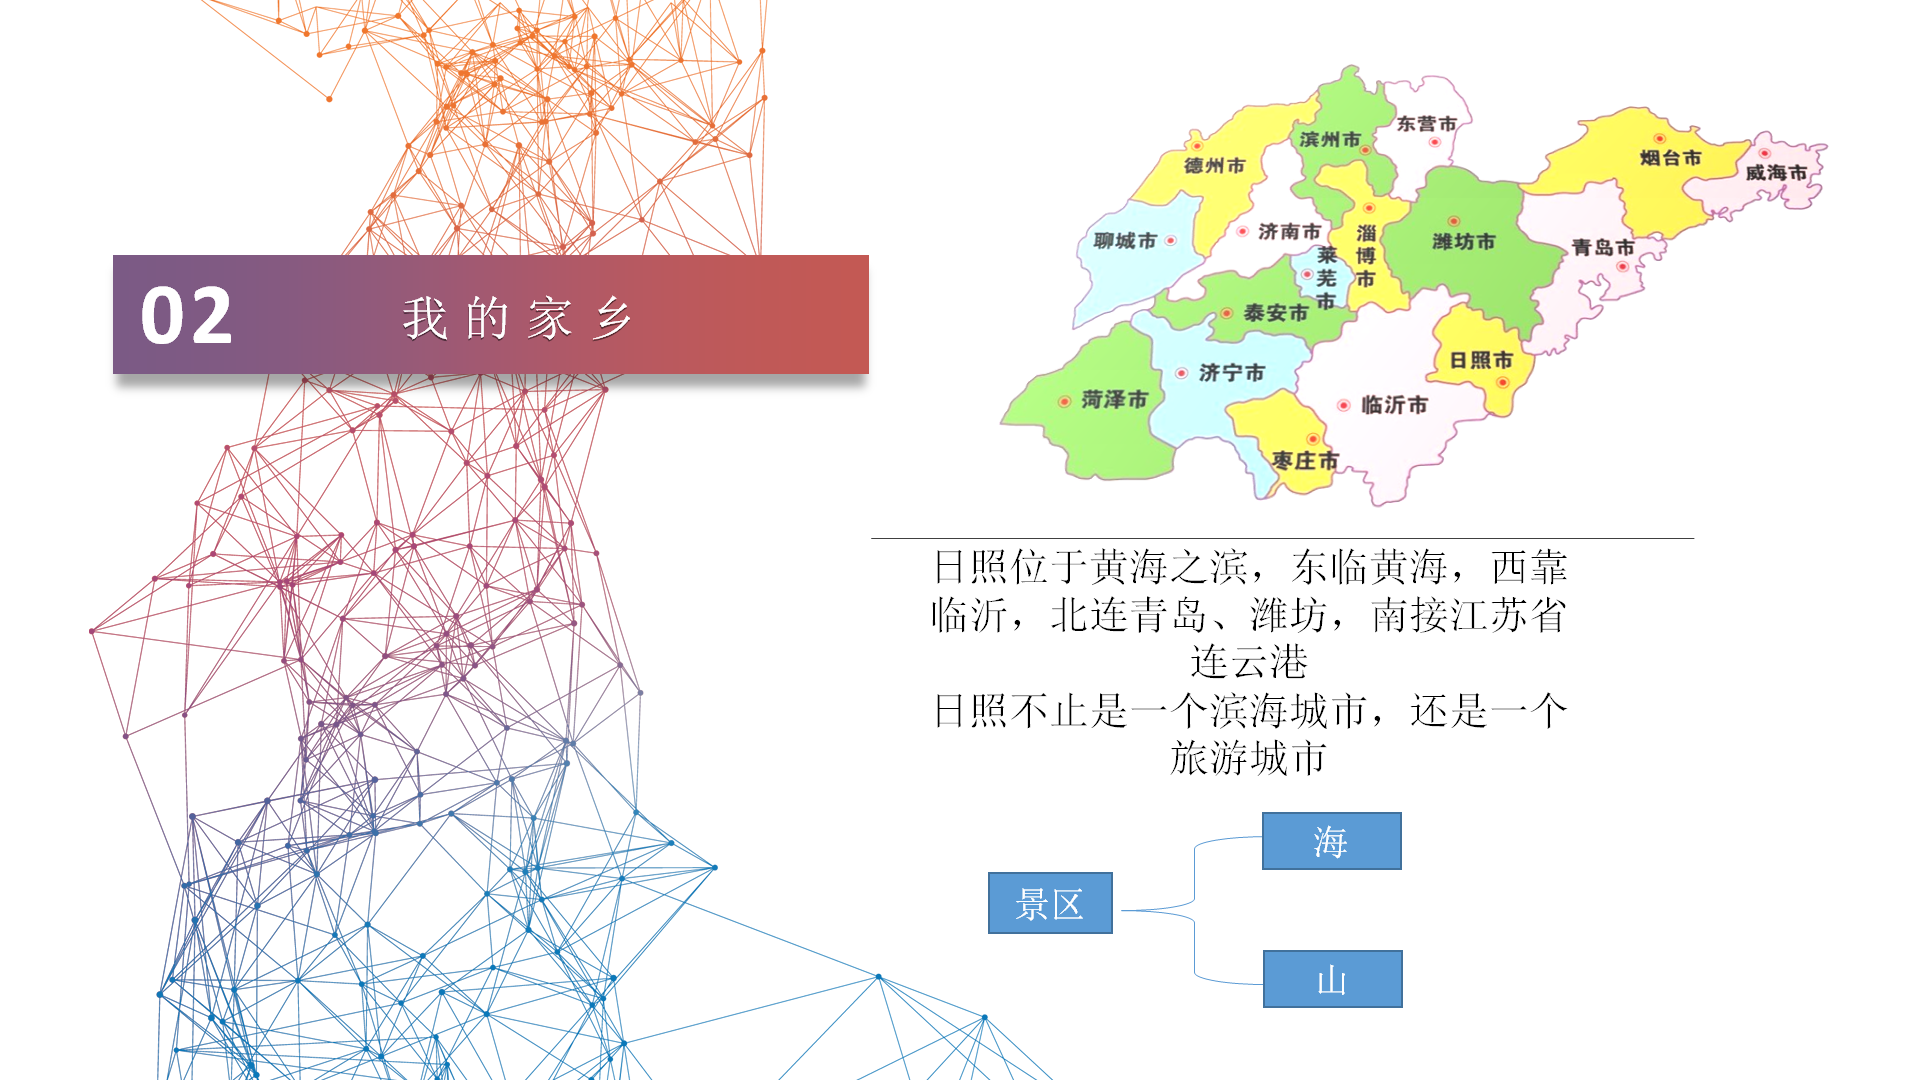 02
我的家乡
东营市
滨州市
德州市
烟台市
威海市
聊城市
济南市
淄博市
潍坊市
青岛市
莱芜市
泰安市
日照市
济宁市
菏泽市
临沂市
枣庄市
日照位于黄海之滨，东临黄海，西靠
临沂，北连青岛、潍坊，南接江苏省
连云港
日照不止是一个滨海城市，还是一个
旅游城市
海
景区
山